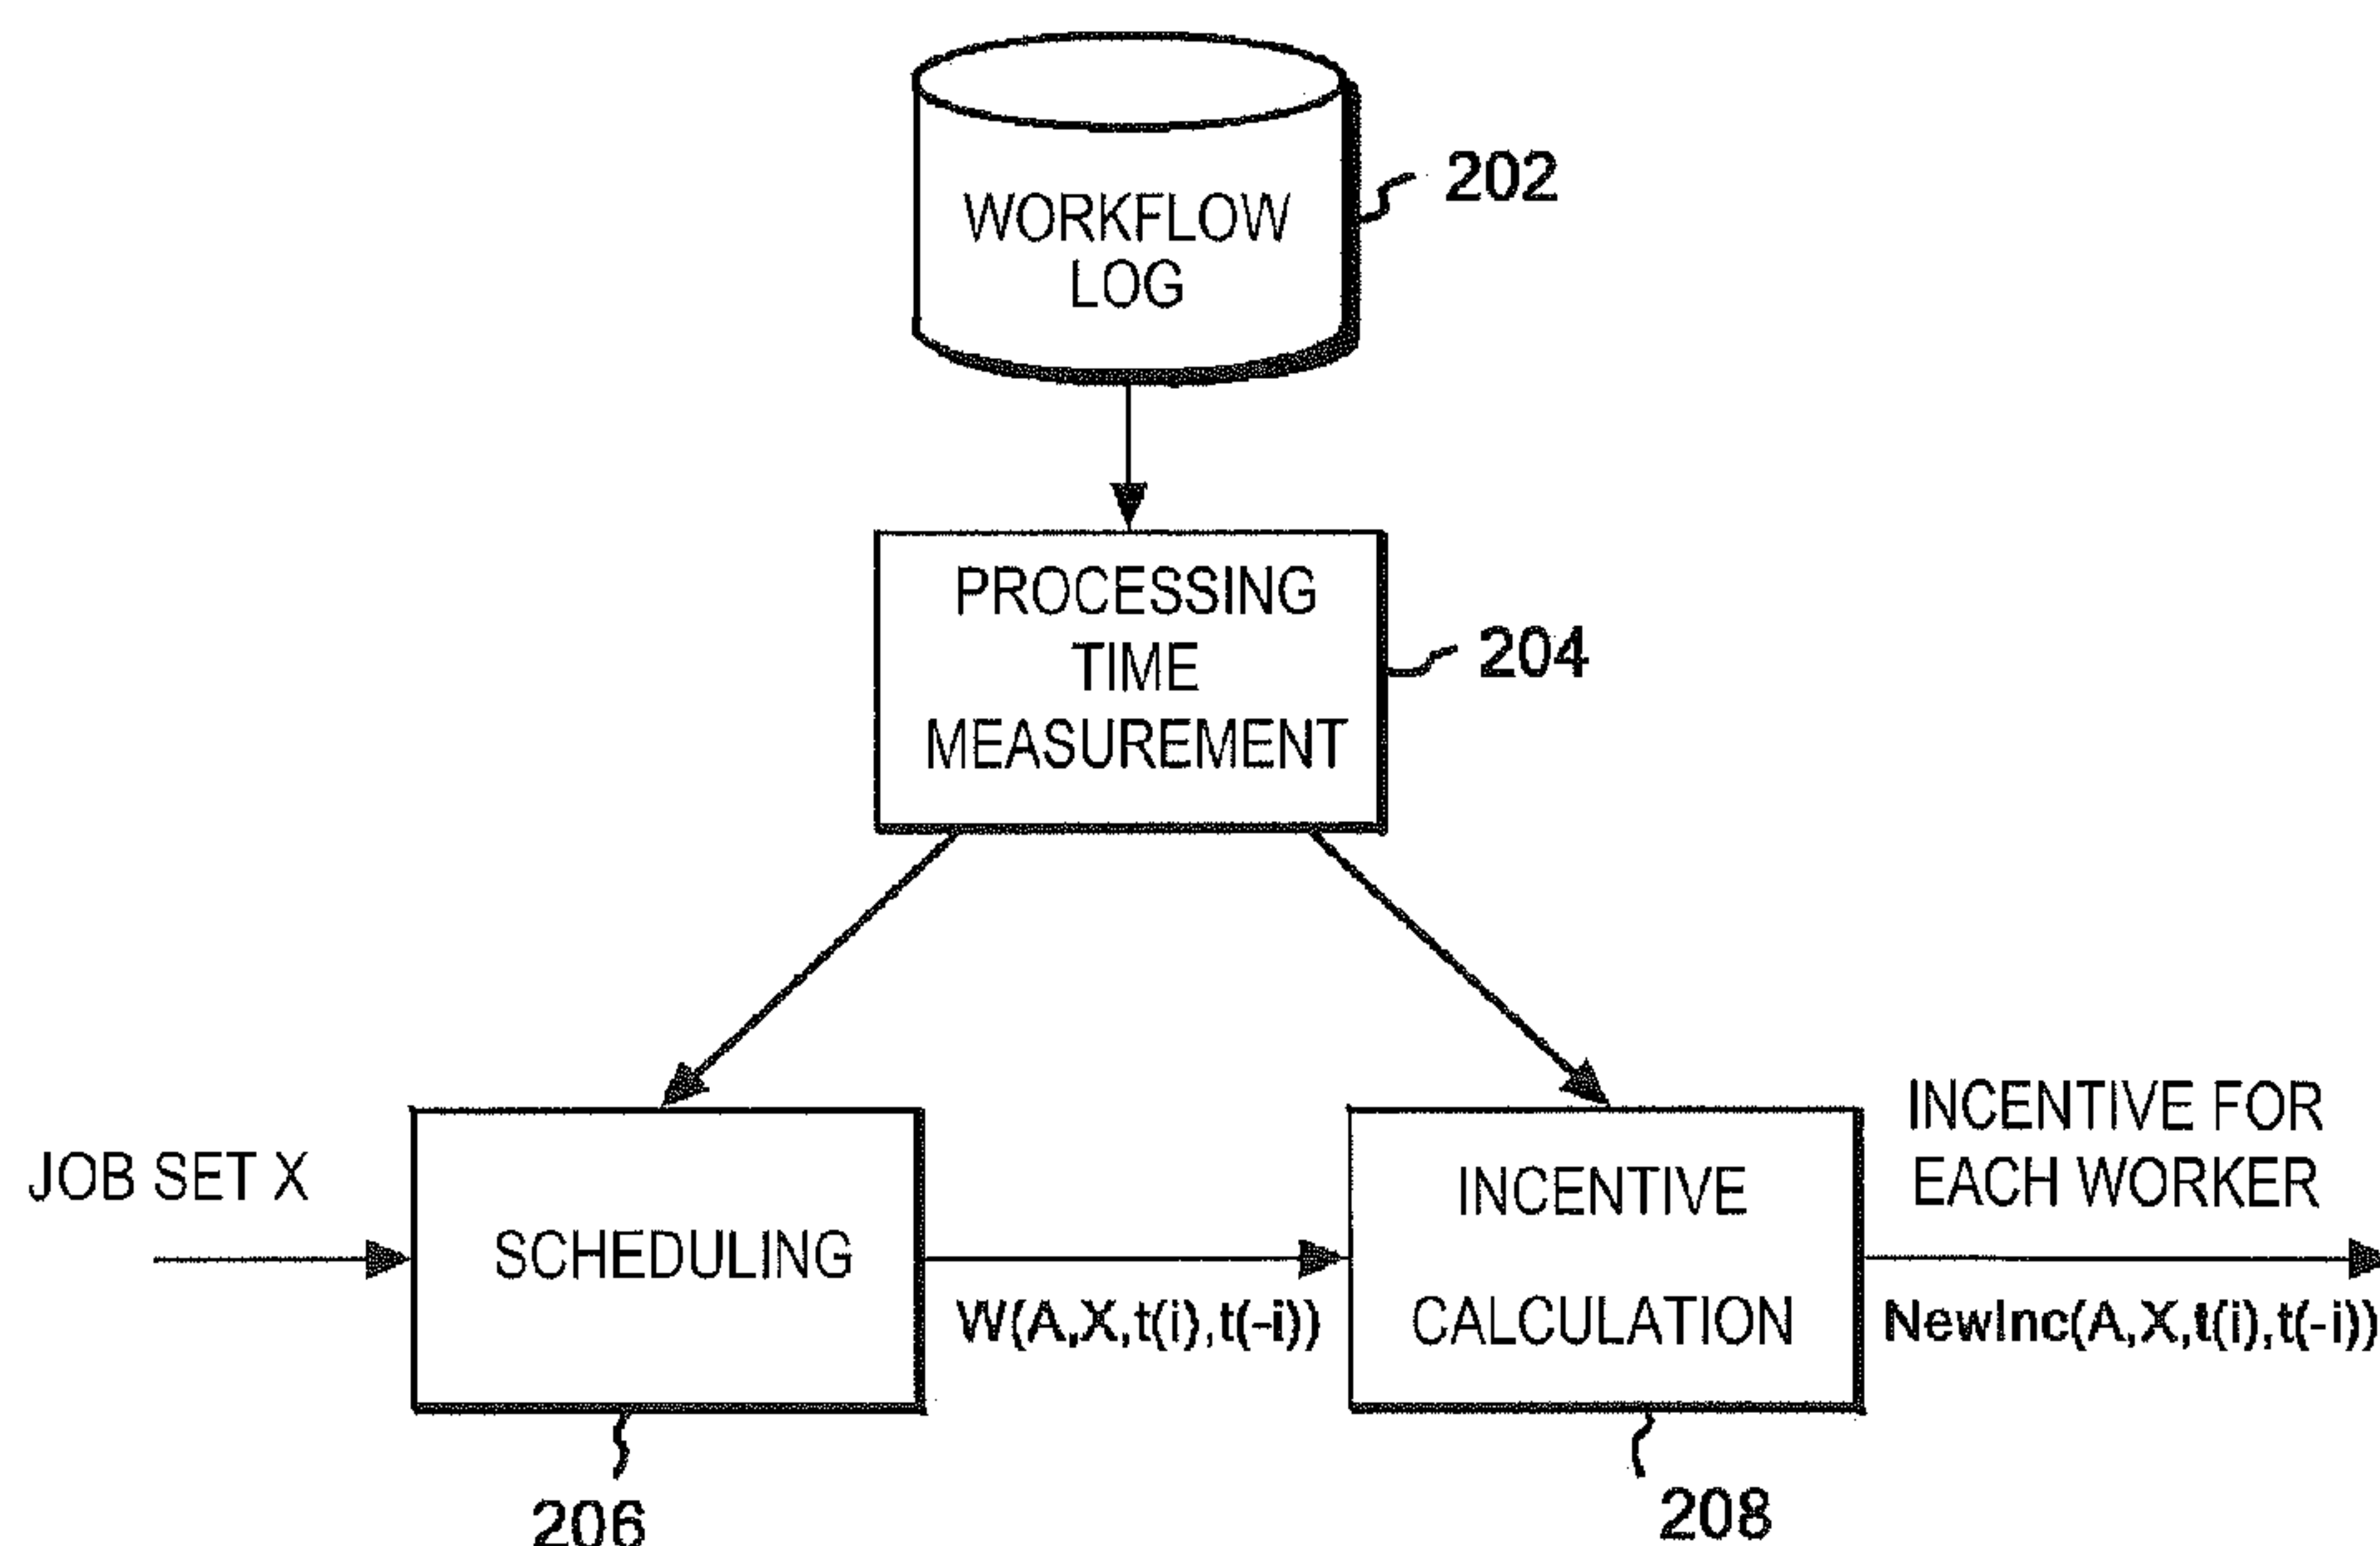 WORKFLOW
LOG
202
PROCESSING
TIME
MEASUREMENT
204
JOB SET X
SCHEDULING
206
W(A,X,t(i),t(-i))
INCENTIVE
CALCULATION
208
INCENTIVE FOR
EACH WORKER
NewInc(A,X,t(i),t(-i))